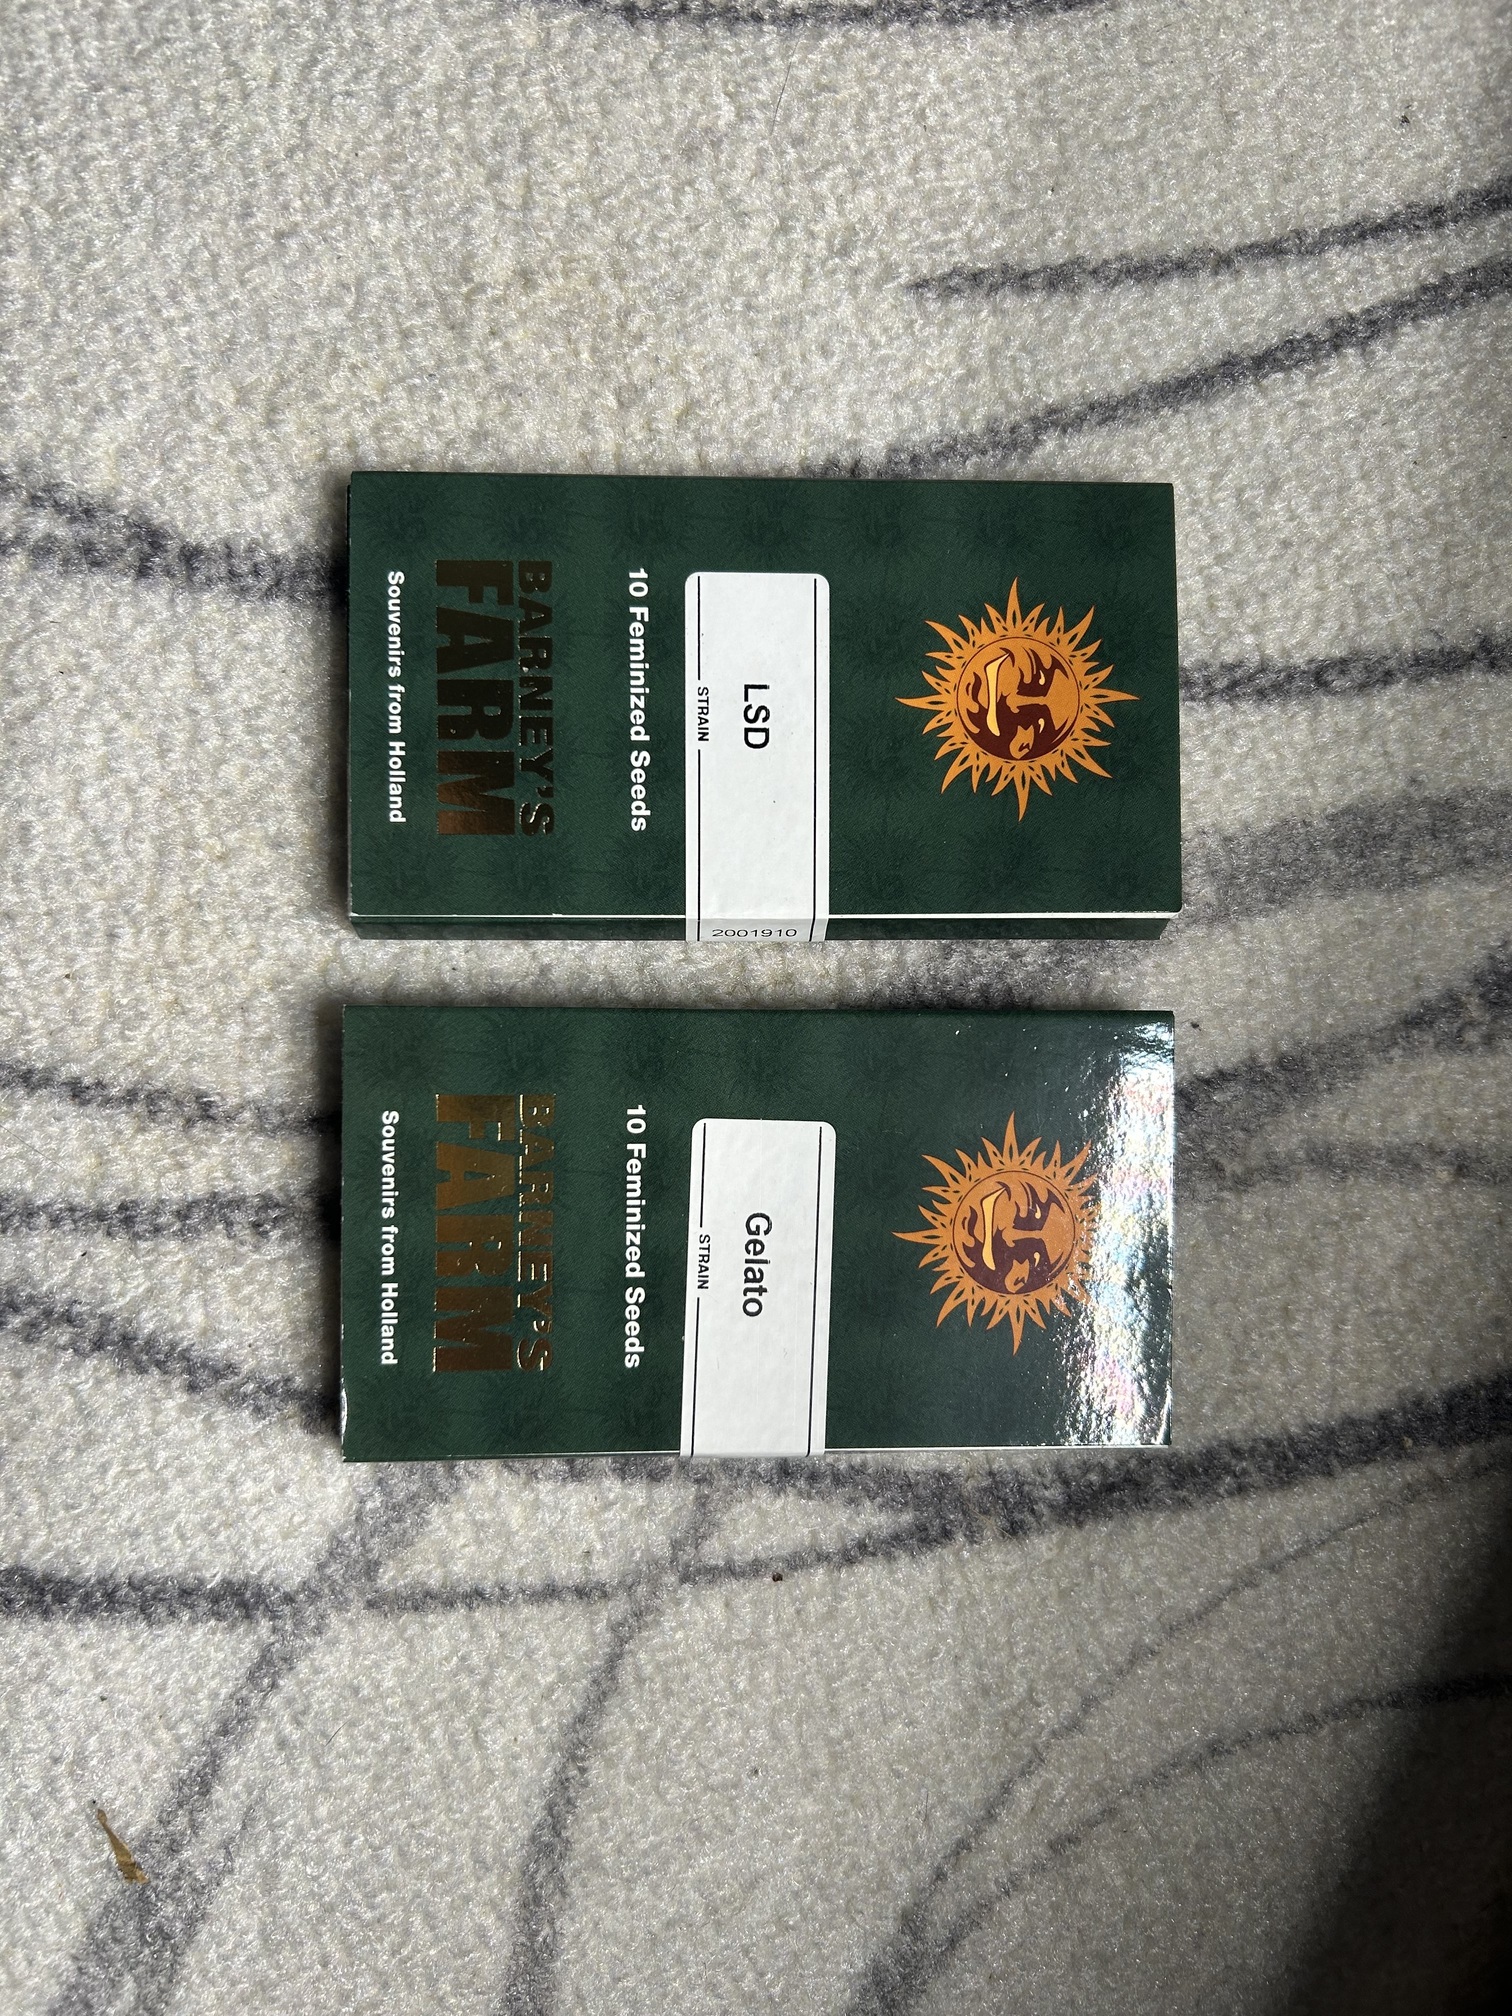 LSD
STRAIN
2001910
10 Feminized Seeds
BARNEY'S
FARM
Souvenirs from Holland
Gelato
STRAIN
10 Feminized Seeds
BARNEY'S
FARM
Souvenirs from Holland